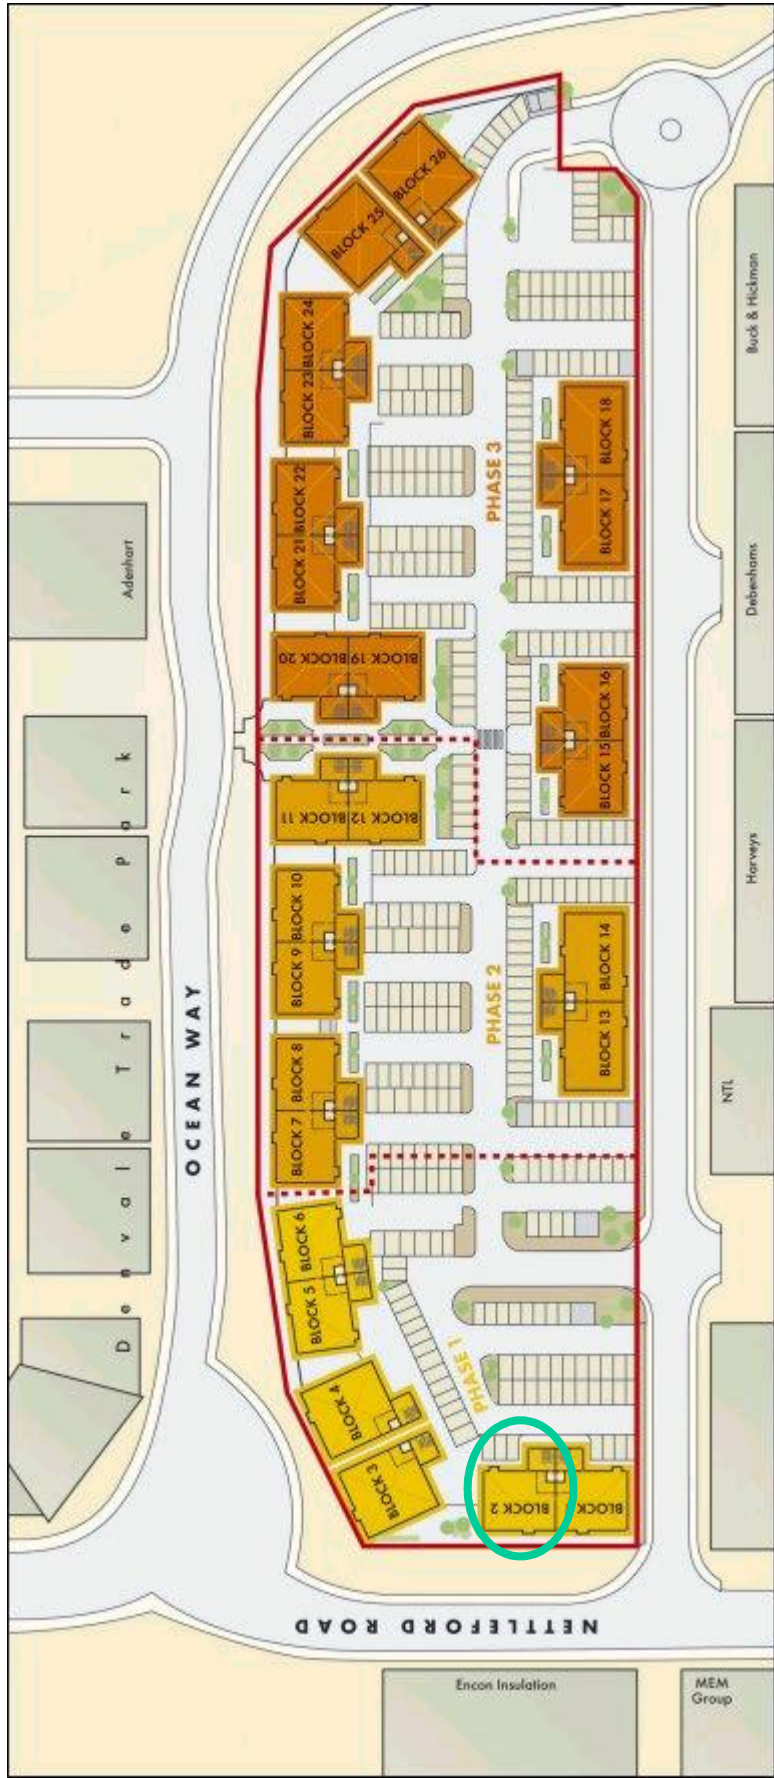 BLOCK 26
BLOCK 25
BLOCK 24
BLOCK 23
BLOCK 22
BLOCK 21
BLOCK 20
BLOCK 19
BLOCK 18
BLOCK 17
PHASE 3
BLOCK 16
BLOCK 15
Buck & Hickman
Debenhams
Harveys
NTL
Adenhart
Denvale Trade Park
OCEAN WAY
BLOCK 11
BLOCK 12
BLOCK 10
BLOCK 9
BLOCK 8
BLOCK 7
PHASE 2
BLOCK 14
BLOCK 13
BLOCK 6
BLOCK 5
BLOCK 4
BLOCK 3
PHASE 1
BLOCK 2
BLOCK
NETTLEFORD ROAD
Encon Insulation
MEM
Group